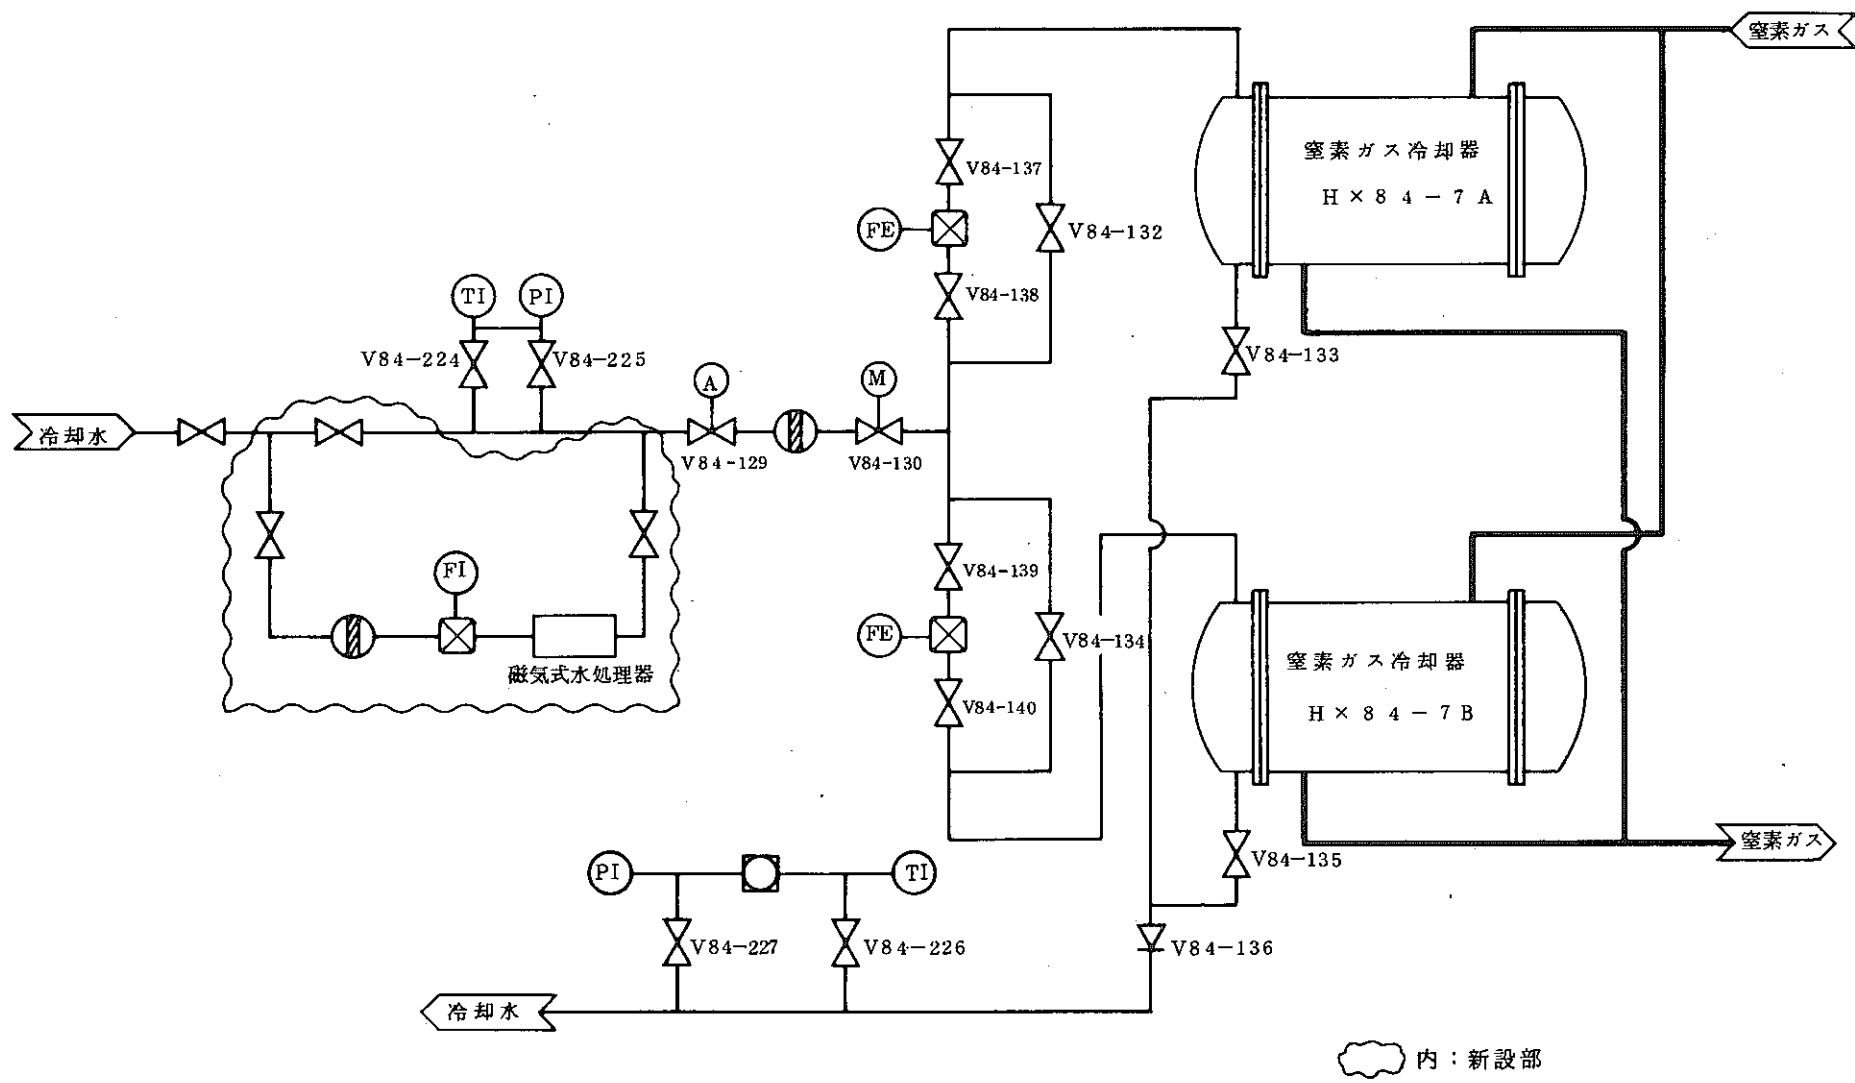 窒素ガス
窒素ガス冷却器
H×84-7A
V84-137
FE
V84-132
V84-138
TI
PI
V84-224
V84-225
V84-133
A
M
冷却水
V84-129
V84-130
V84-139
FI
FE
V84-134
磁気式水処理器
窒素ガス冷却器
H×84-7B
V84-140
窒素ガス
V84-135
PI
TI
V84-227
V84-226
V84-136
冷却水
内：新設部